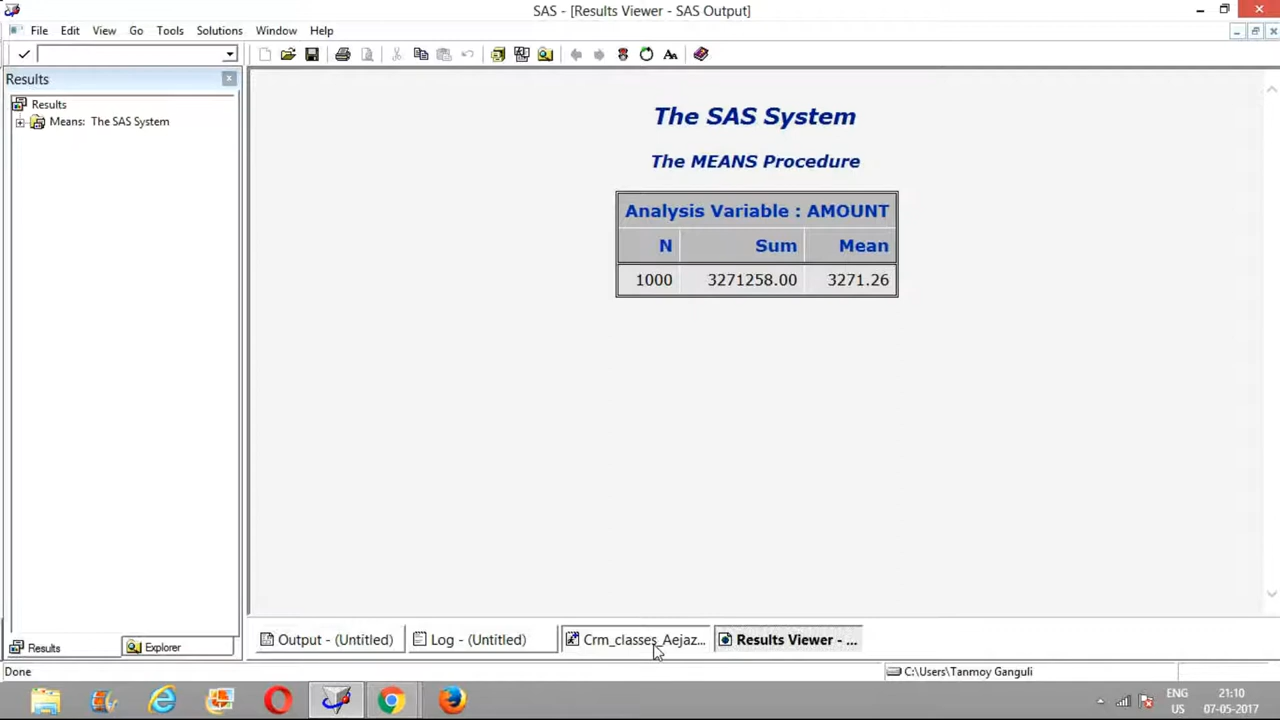 SAS - [Results Viewer - SAS Output]
File Edit View Go Tools Solutions Window Help
Results
Results
Means: The SAS System
The SAS System
The MEANS Procedure
Analysis Variable : AMOUNT
N Sum Mean
1000 3271258.00 3271.26
Output - (Untitled) Log - (Untitled) Crm_classes_Aejaz... Results Viewer - ...
Results Explorer
Done C:\Users\Tanmoy Ganguli
ENG 21:10
US 07-05-2017